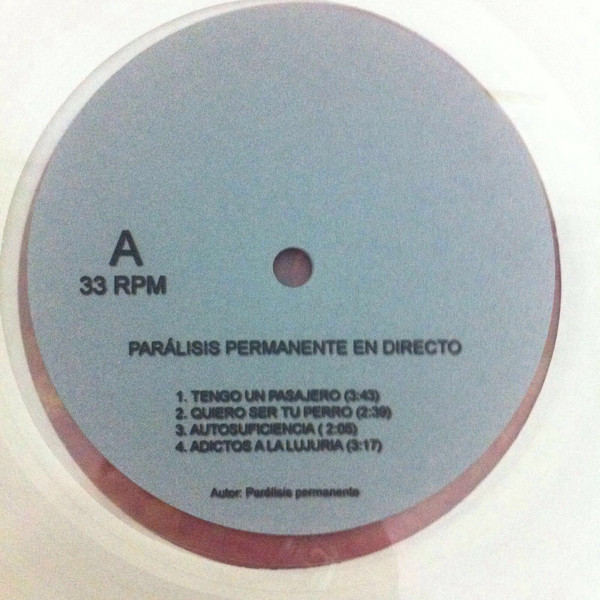 A
33 RPM
PARÁLISIS PERMANENTE EN DIRECTO
1. TENGO UN PASAJERO (3:43)
2. QUIERO SER TU PERRO (2:39)
3. AUTOSUFICIENCIA ( 2:05)
4. ADICTOS A LA LUJURIA (3:17)
Autor: Parálisis permanente